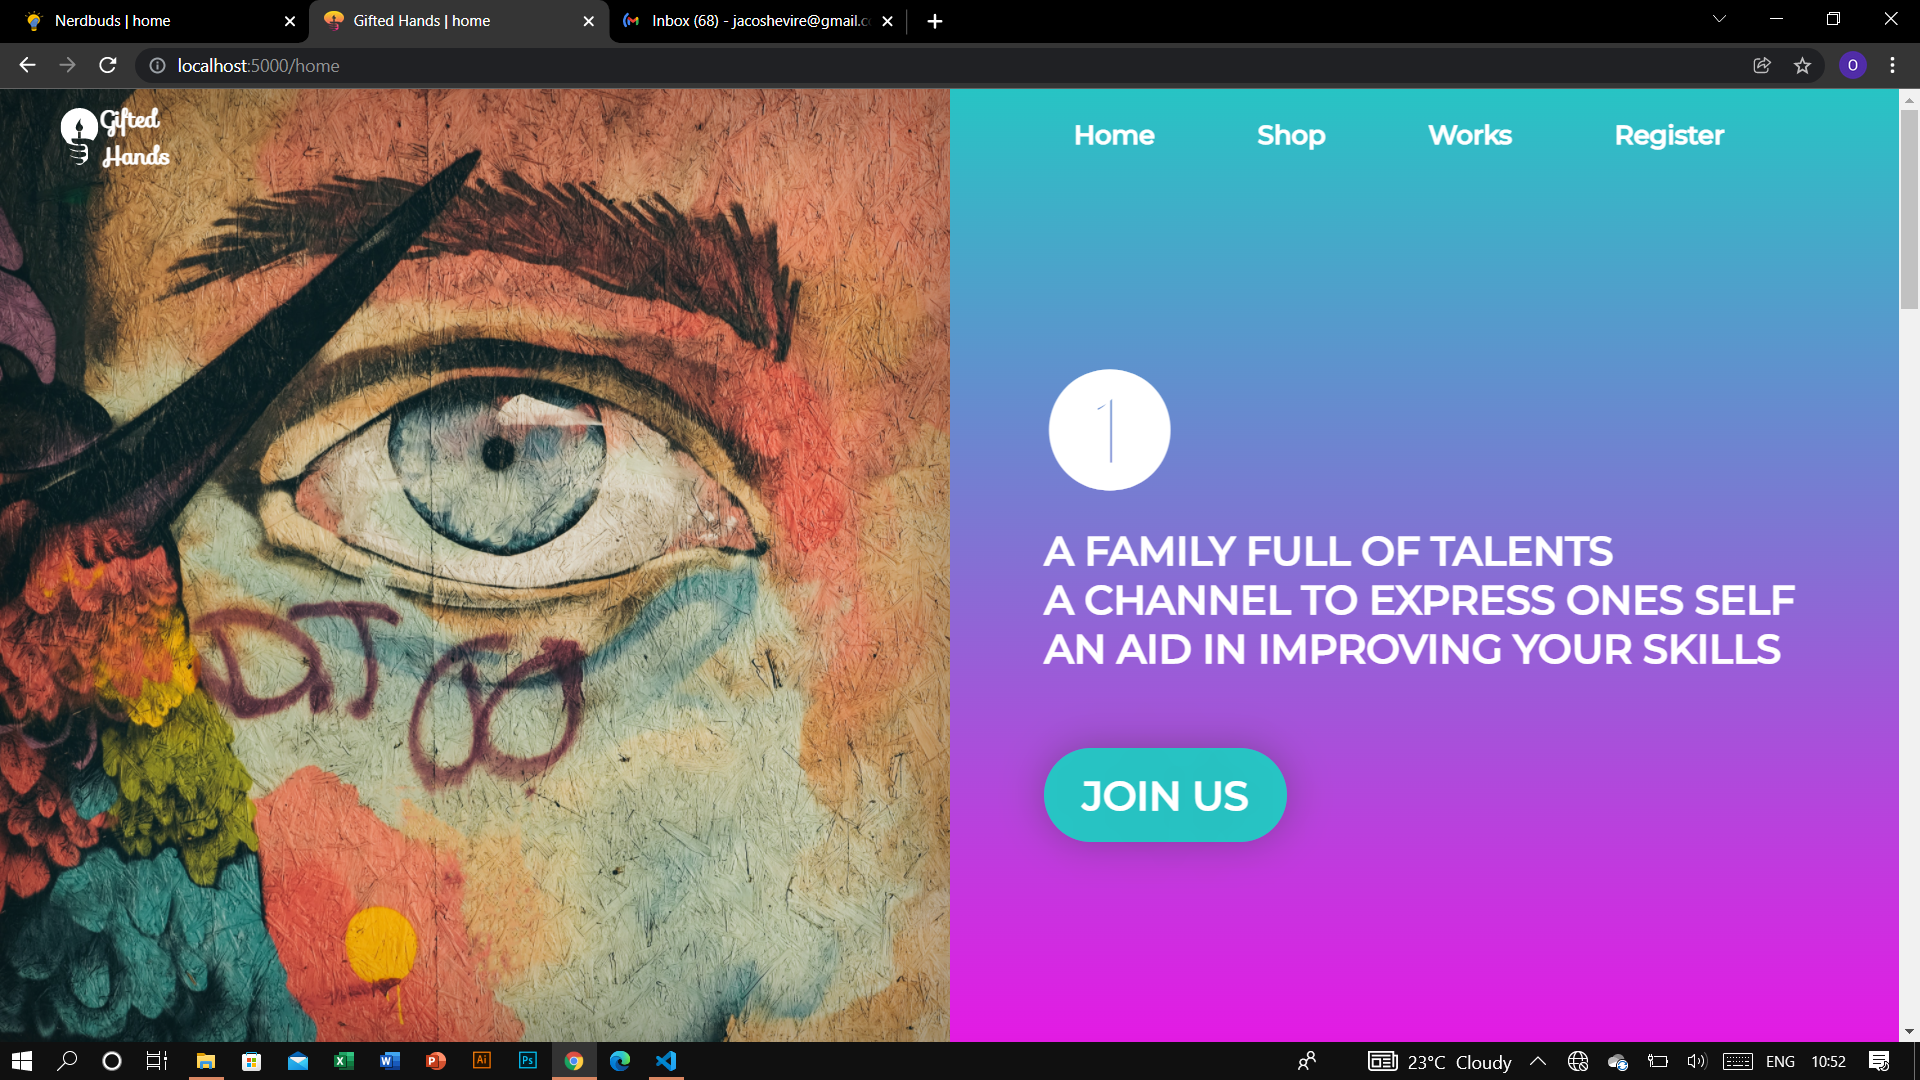 Nerdbuds | home
Gifted Hands | home
Inbox (68) - jacoshevire@gmail.c
localhost:5000/home
O
Gifted
Hands
Home
Shop
Works
Register
1
A FAMILY FULL OF TALENTS
A CHANNEL TO EXPRESS ONES SELF
AN AID IN IMPROVING YOUR SKILLS
JOIN US
Ai
Ps
23°C Cloudy
ENG
10:52